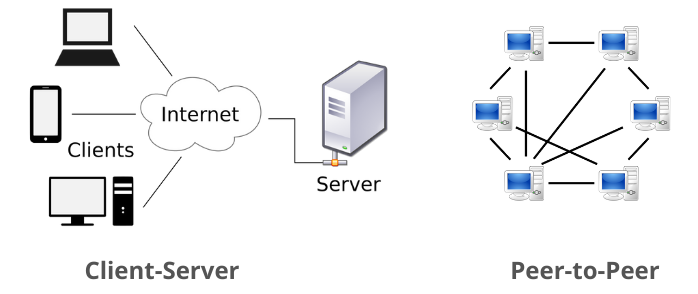 Internet
Clients
Server
Client-Server
Peer-to-Peer